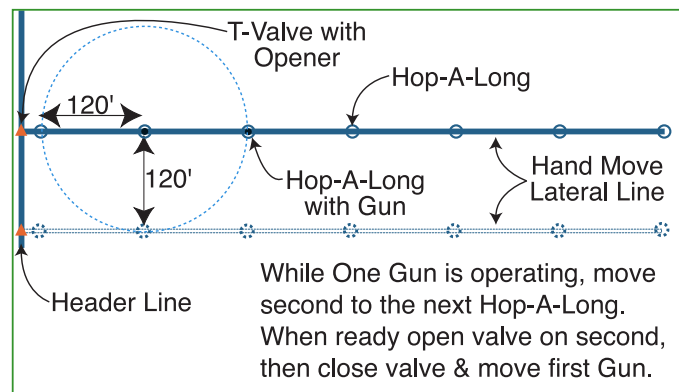 T-Valve with
Opener
Hop-A-Long
120'
120'
Hop-A-Long
with Gun
Hand Move
Lateral Line
Header Line
While One Gun is operating, move
second to the next Hop-A-Long.
When ready open valve on second,
then close valve & move first Gun.